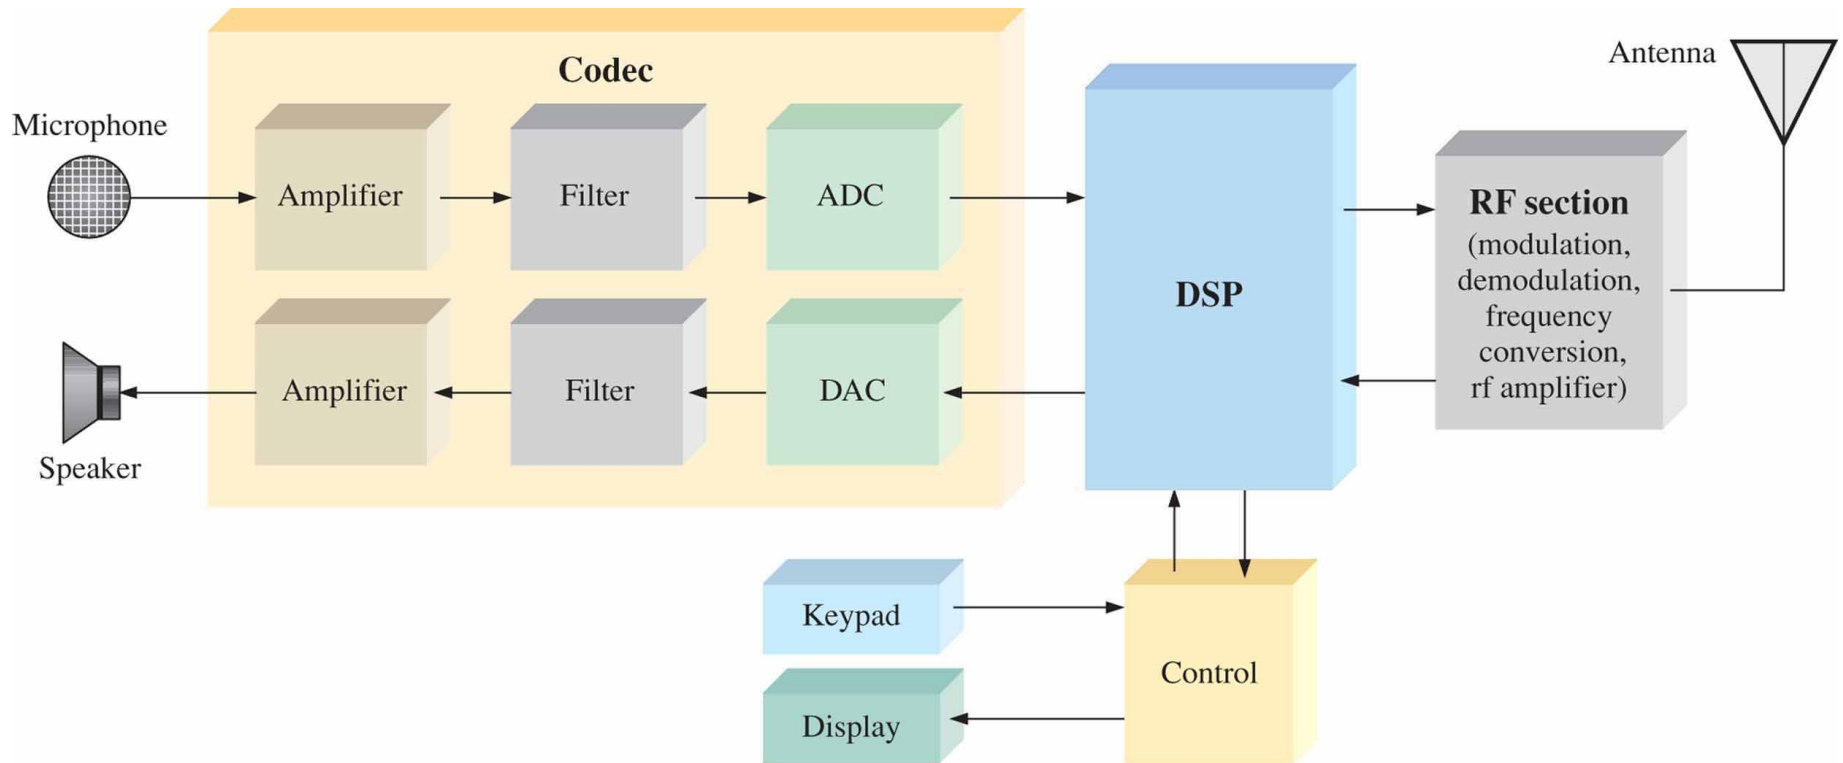 Codec
Antenna
Microphone
Amplifier
Filter
ADC
DSP
RF section
(modulation,
demodulation,
frequency
conversion,
rf amplifier)
Amplifier
Filter
DAC
Speaker
Keypad
Control
Display